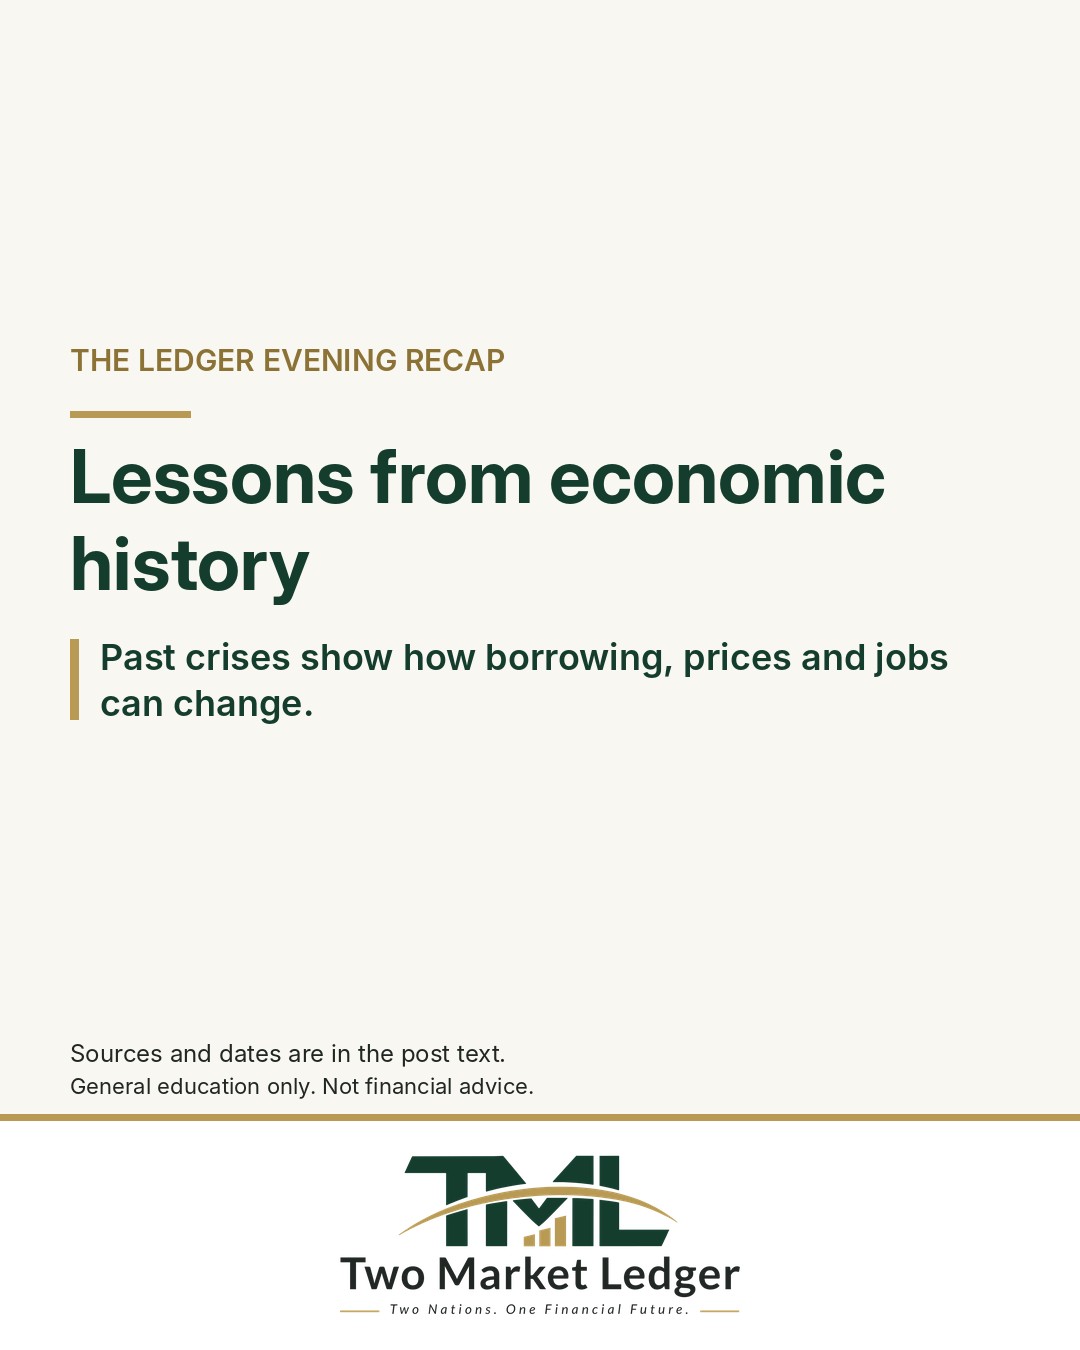 THE LEDGER EVENING RECAP
Lessons from economic
history
Past crises show how borrowing, prices and jobs
can change.
Sources and dates are in the post text.
General education only. Not financial advice.
TML
Two Market Ledger
Two Nations. One Financial Future.